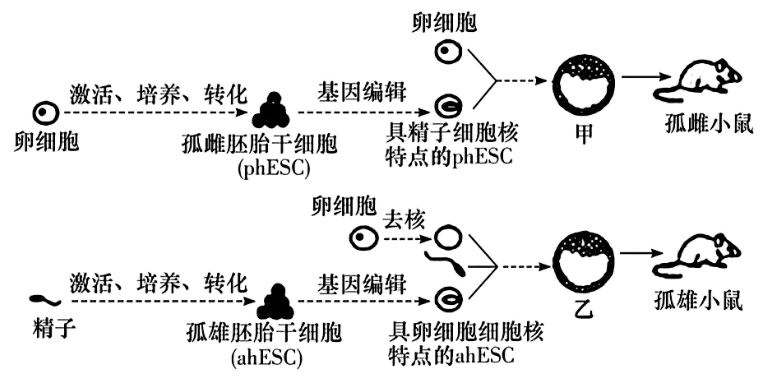 卵细胞
激活、培养、转化
基因编辑
卵细胞
孤雌胚胎干细胞
(phESC)
具精子细胞核
特点的phESC
甲
孤雌小鼠
卵细胞
去核
激活、培养、转化
基因编辑
精子
孤雄胚胎干细胞
(ahESC)
具卵细胞细胞核
特点的ahESC
乙
孤雄小鼠